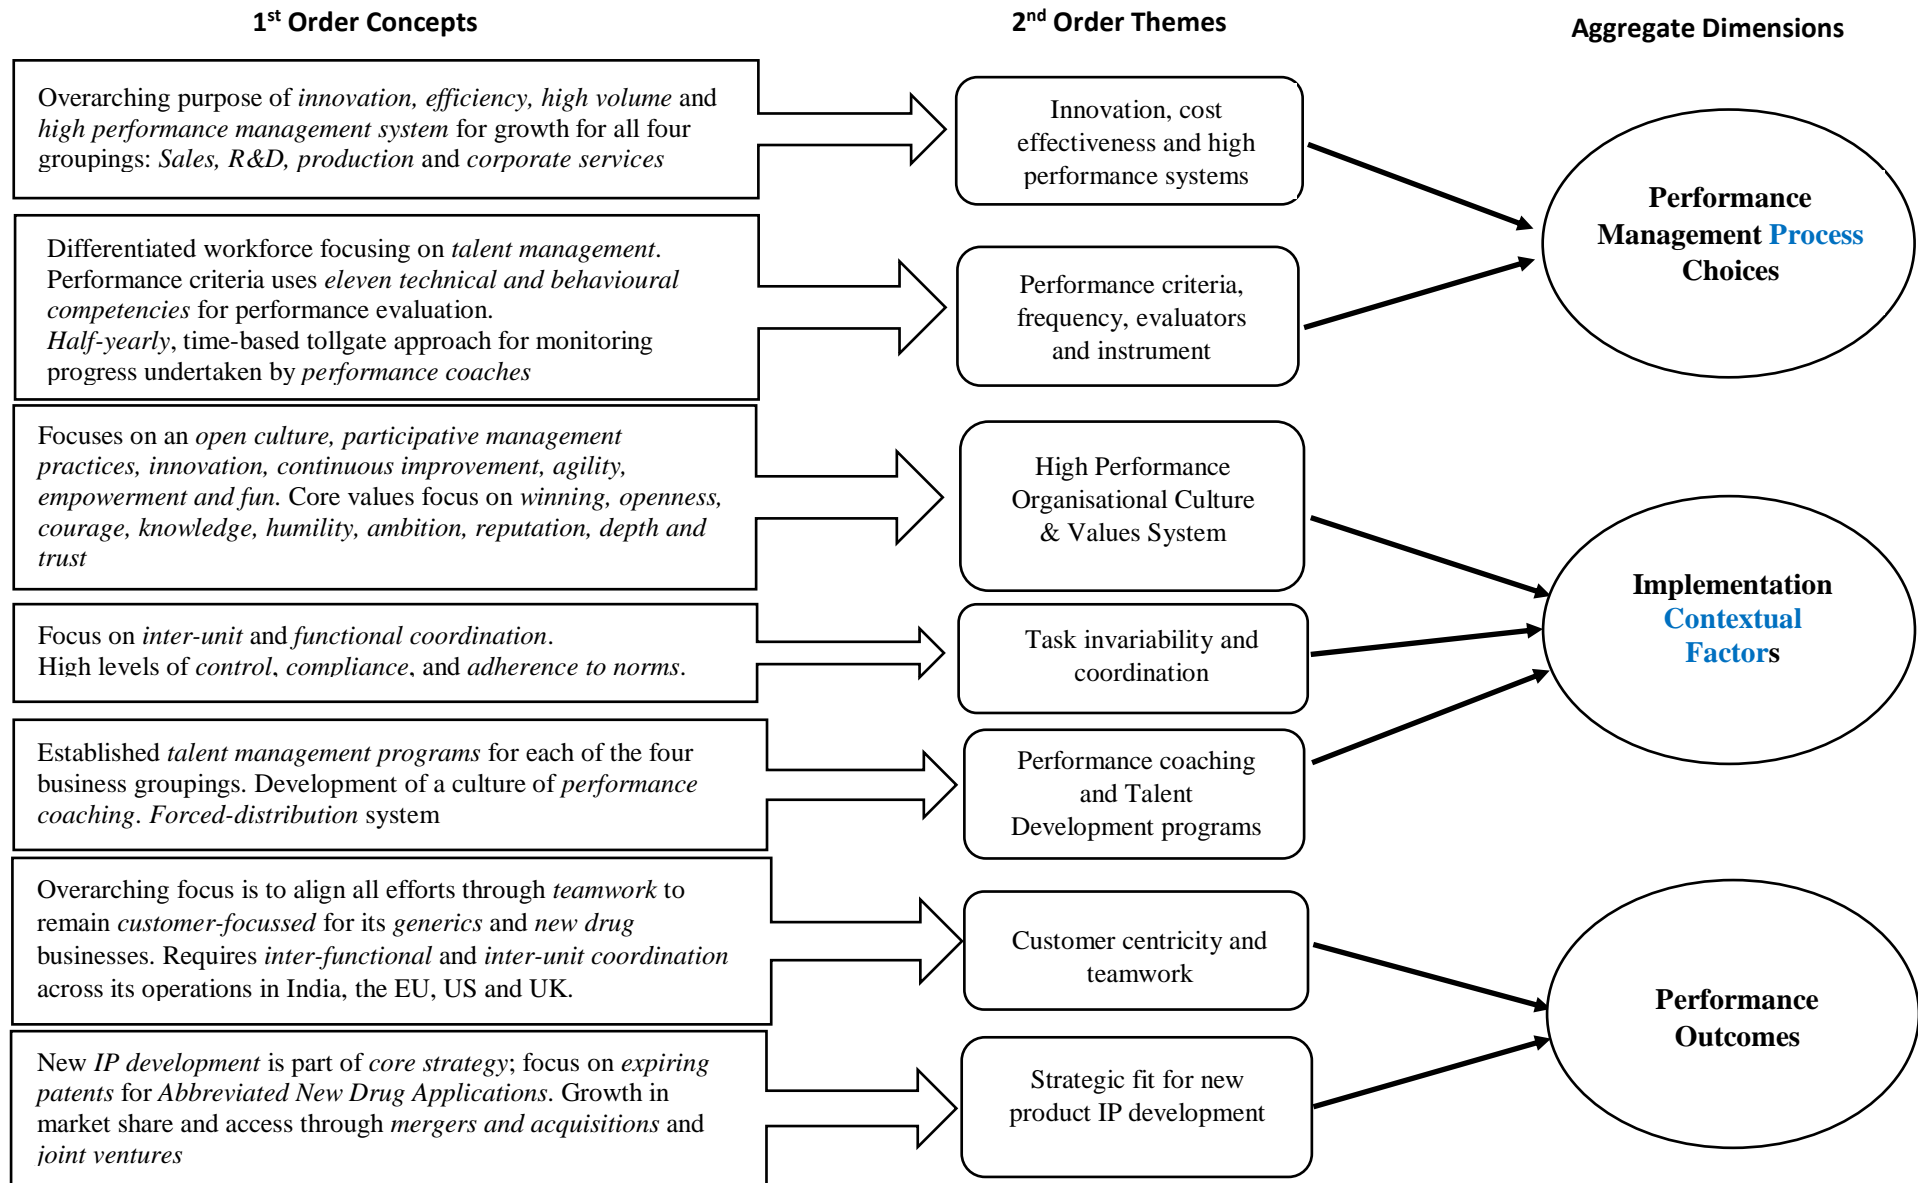 1st Order Concepts
2nd Order Themes
Aggregate Dimensions
Overarching purpose of innovation, efficiency, high volume and
high performance management system for growth for all four
groupings: Sales, R&D, production and corporate services
Innovation, cost
effectiveness and high
performance systems
Performance
Management Process
Choices
Differentiated workforce focusing on talent management.
Performance criteria uses eleven technical and behavioural
competencies for performance evaluation.
Half-yearly, time-based tollgate approach for monitoring
progress undertaken by performance coaches
Performance criteria,
frequency, evaluators
and instrument
Focuses on an open culture, participative management
practices, innovation, continuous improvement, agility,
empowerment and fun. Core values focus on winning, openness,
courage, knowledge, humility, ambition, reputation, depth and
trust
High Performance
Organisational Culture
& Values System
Implementation
Contextual
Factors
Focus on inter-unit and functional coordination.
High levels of control, compliance, and adherence to norms.
Task invariability and
coordination
Established talent management programs for each of the four
business groupings. Development of a culture of performance
coaching. Forced-distribution system
Performance coaching
and Talent
Development programs
Overarching focus is to align all efforts through teamwork to
remain customer-focussed for its generics and new drug
businesses. Requires inter-functional and inter-unit coordination
across its operations in India, the EU, US and UK.
Customer centricity and
teamwork
Performance
Outcomes
New IP development is part of core strategy; focus on expiring
patents for Abbreviated New Drug Applications. Growth in
market share and access through mergers and acquisitions and
joint ventures
Strategic fit for new
product IP development